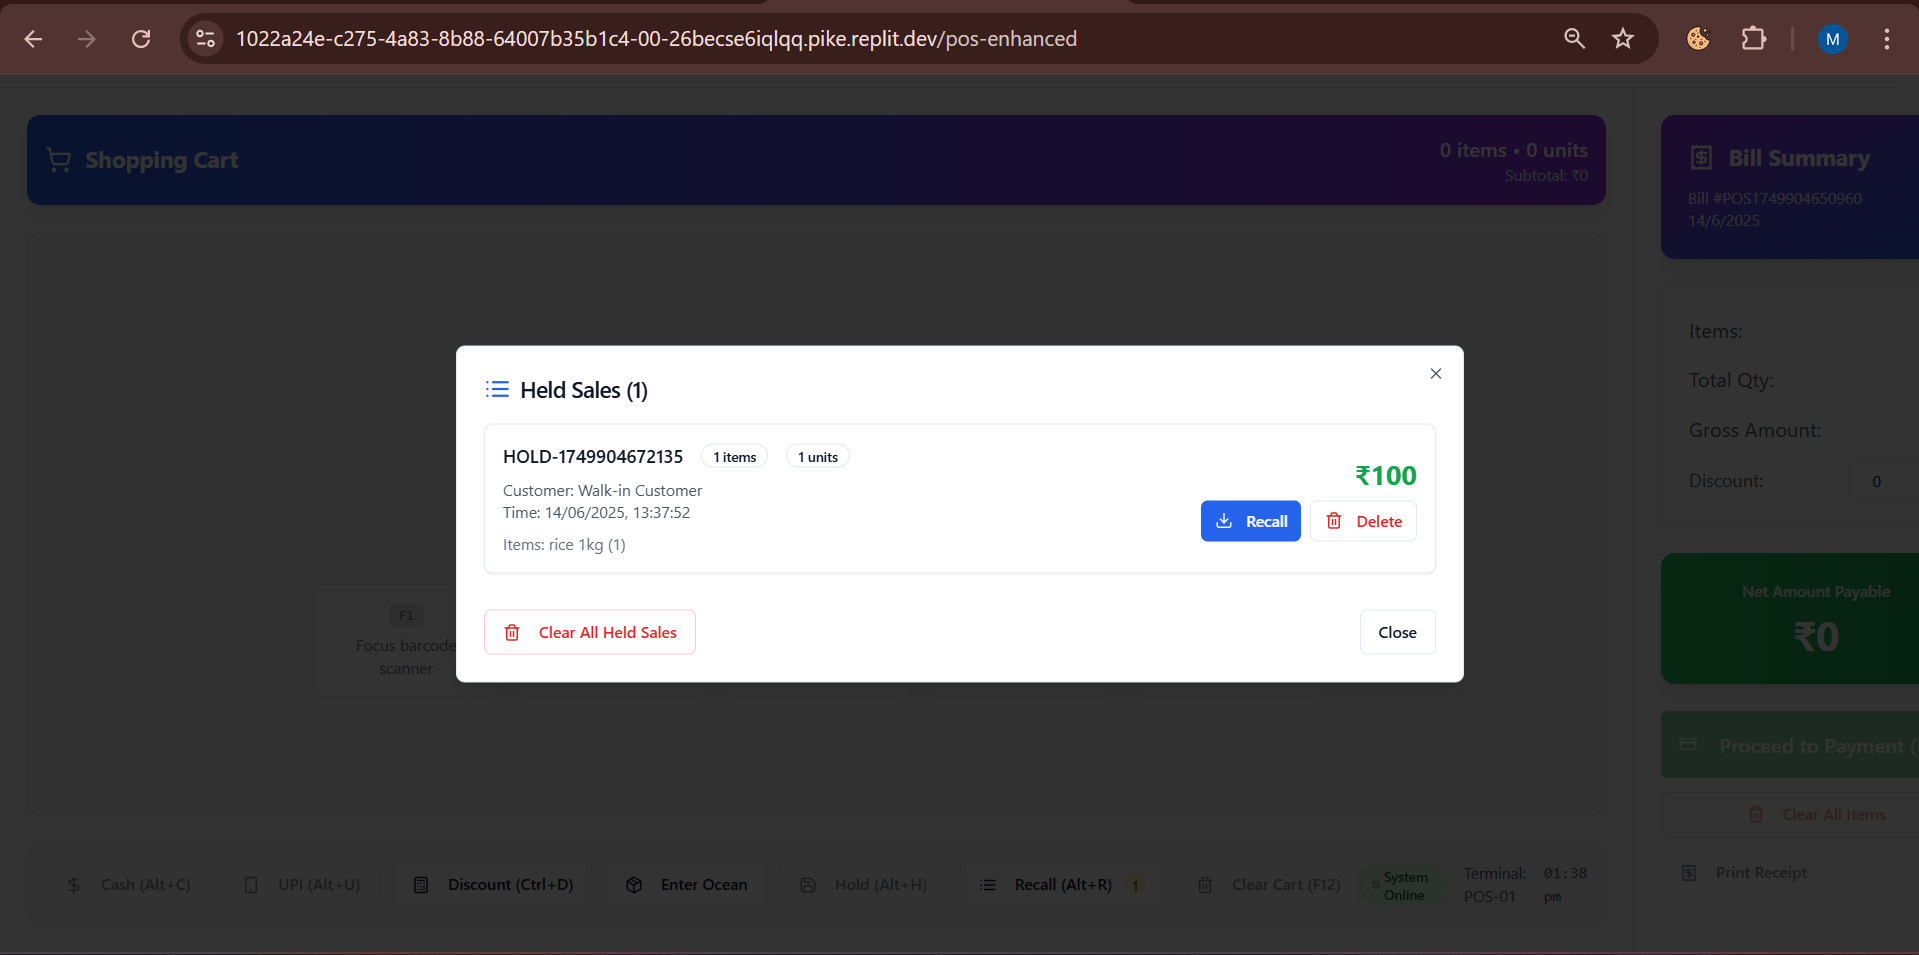 1022a24e-c275-4a83-8b88-64007b35b1c4-00-26becse6iqlqq.pike.replit.dev/pos-enhanced
M
Shopping Cart
0 items • 0 units
Subtotal: ₹0
Bill Summary
Bill #POS1749904650960
14/6/2025
Held Sales (1)
HOLD-1749904672135 1 items 1 units
₹100
Customer: Walk-in Customer
Time: 14/06/2025, 13:37:52
Items: rice 1kg (1)
Recall Delete
Clear All Held Sales Close
F1
Focus barcode
scanner
Items:
Total Qty:
Gross Amount:
Discount: 0
Net Amount Payable
₹0
Proceed to Payment (
Clear All Items
Print Receipt
Cash (Alt+C) UPI (Alt+U) Discount (Ctrl+D) Enter Ocean Hold (Alt+H) Recall (Alt+R) 1 Clear Cart (F12)
System
Online
Terminal:
POS-01
01:38
pm